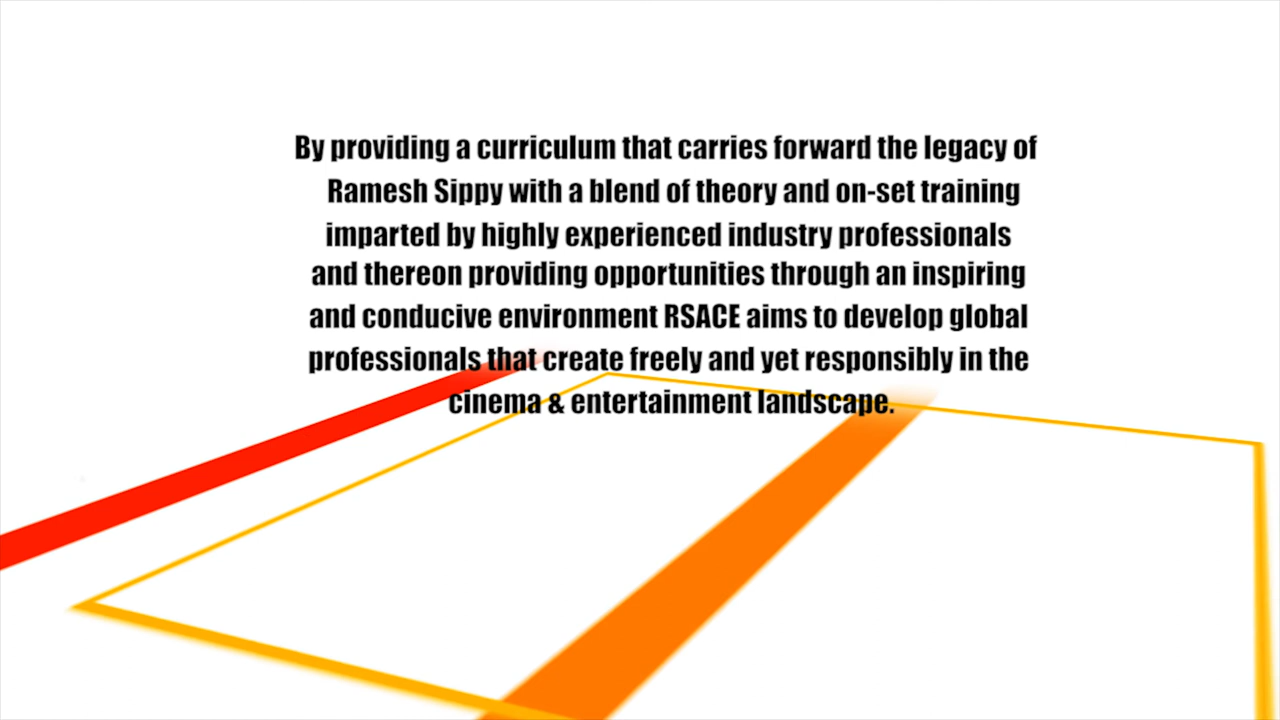 By providing a curriculum that carries forward the legacy of
Ramesh Sippy with a blend of theory and on-set training
imparted by highly experienced industry professionals
and thereon providing opportunities through an inspiring
and conducive environment RSACE aims to develop global
professionals that create freely and yet responsibly in the
cinema & entertainment landscape.